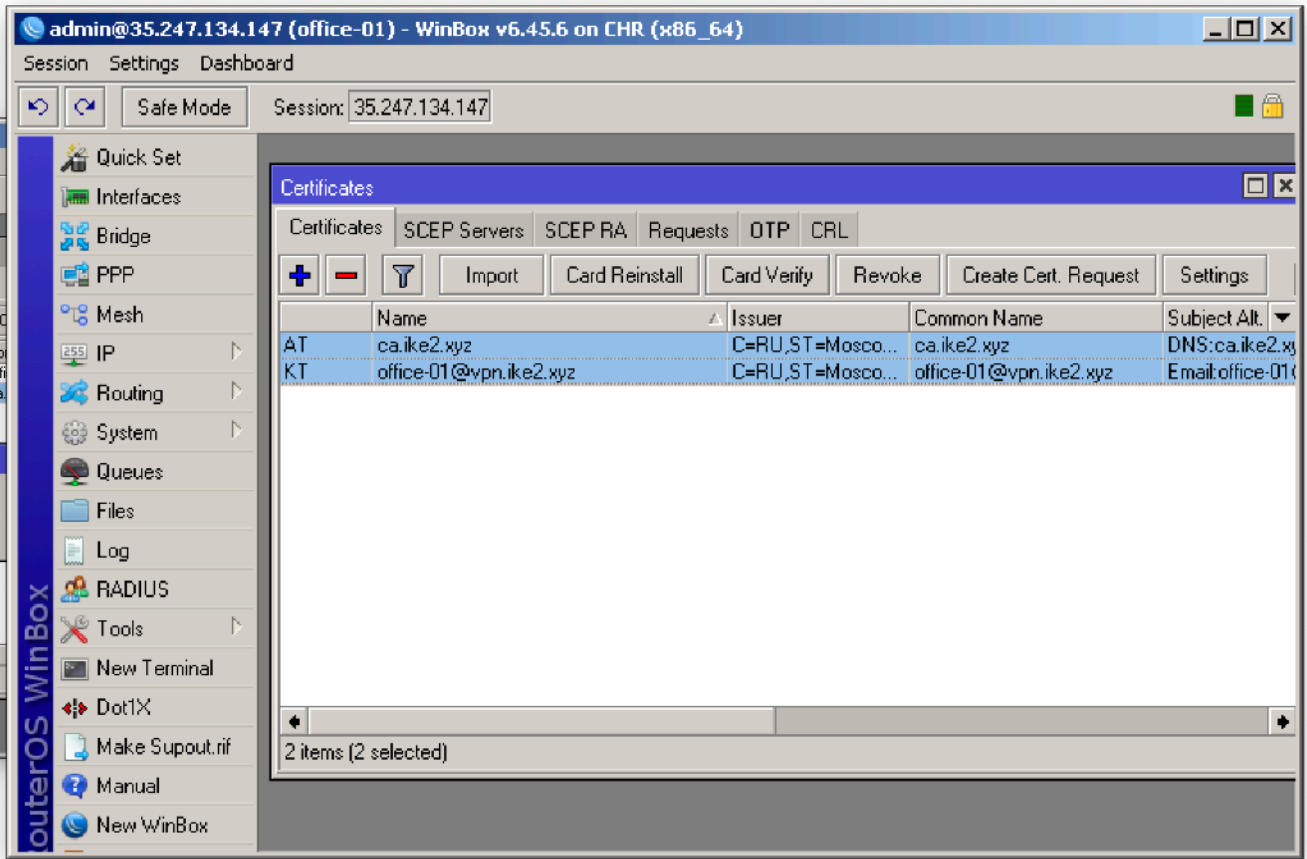 admin@35.247.134.147 (office-01) - WinBox v6.45.6 on CHR (x86_64)
Session Settings Dashboard
Safe Mode Session: 35.247.134.147
Quick Set
Interfaces
Bridge
PPP
Mesh
255 IP
Routing
System
Queues
Files
Log
RADIUS
Tools
New Terminal
Dot1X
Make Supout.rif
Manual
New WinBox
outerOS WinBox
Certificates
Certificates SCEP Servers SCEP RA Requests OTP CRL
Import Card Reinstall Card Verify Revoke Create Cert. Request Settings
Name Issuer Common Name Subject Alt.
AT ca.ike2.xyz C=RU,ST=Mosco... ca.ike2.xyz DNS:ca.ike2.xy
KT office-01@vpn.ike2.xyz C=RU,ST=Mosco... office-01@vpn.ike2.xyz Email:office-01@
2 items (2 selected)